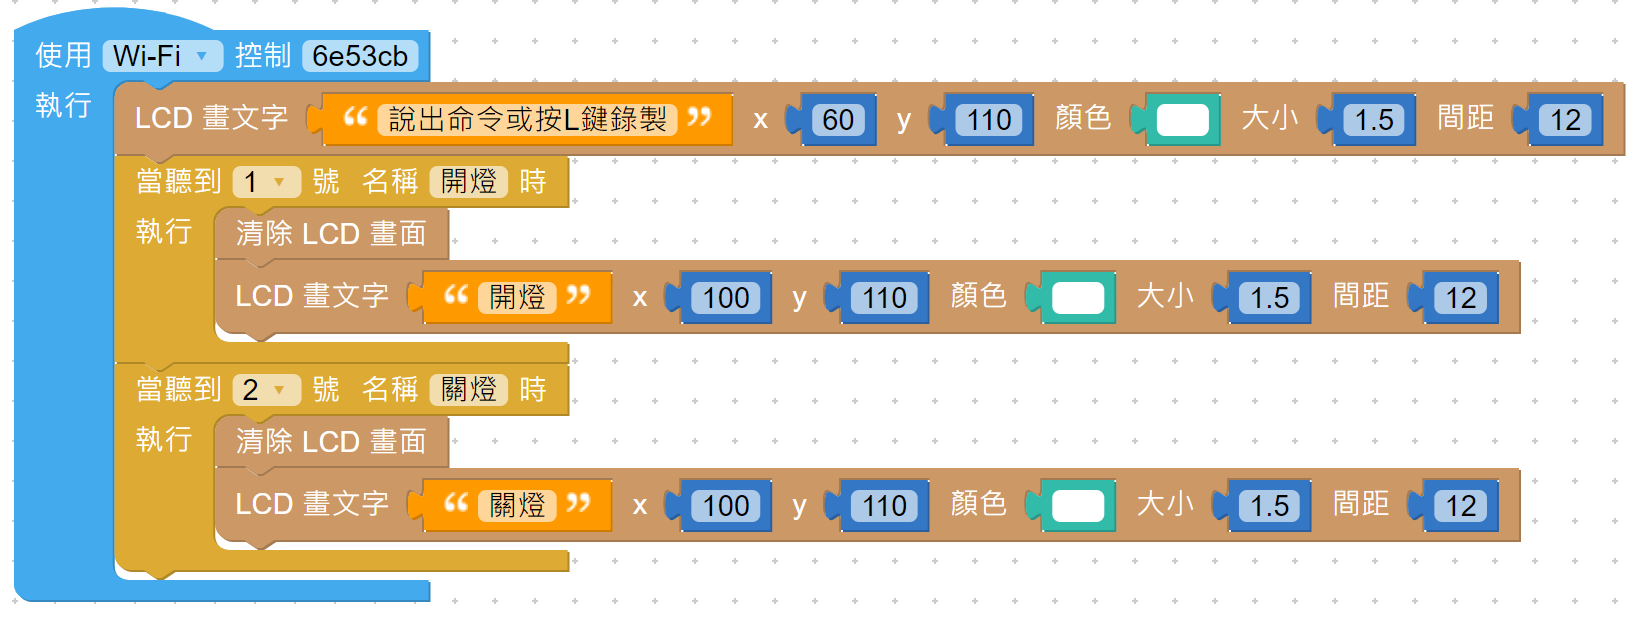 使用 Wi-Fi 控制 6e53cb
執行 LCD 畫文字 “ 說出命令或按L鍵錄製 ” x 60 y 110 顏色 大小 1.5 間距 12
當聽到 1 號 名稱 開燈 時
執行 清除 LCD 畫面
LCD 畫文字 “ 開燈 ” x 100 y 110 顏色 大小 1.5 間距 12
當聽到 2 號 名稱 關燈 時
執行 清除 LCD 畫面
LCD 畫文字 “ 關燈 ” x 100 y 110 顏色 大小 1.5 間距 12